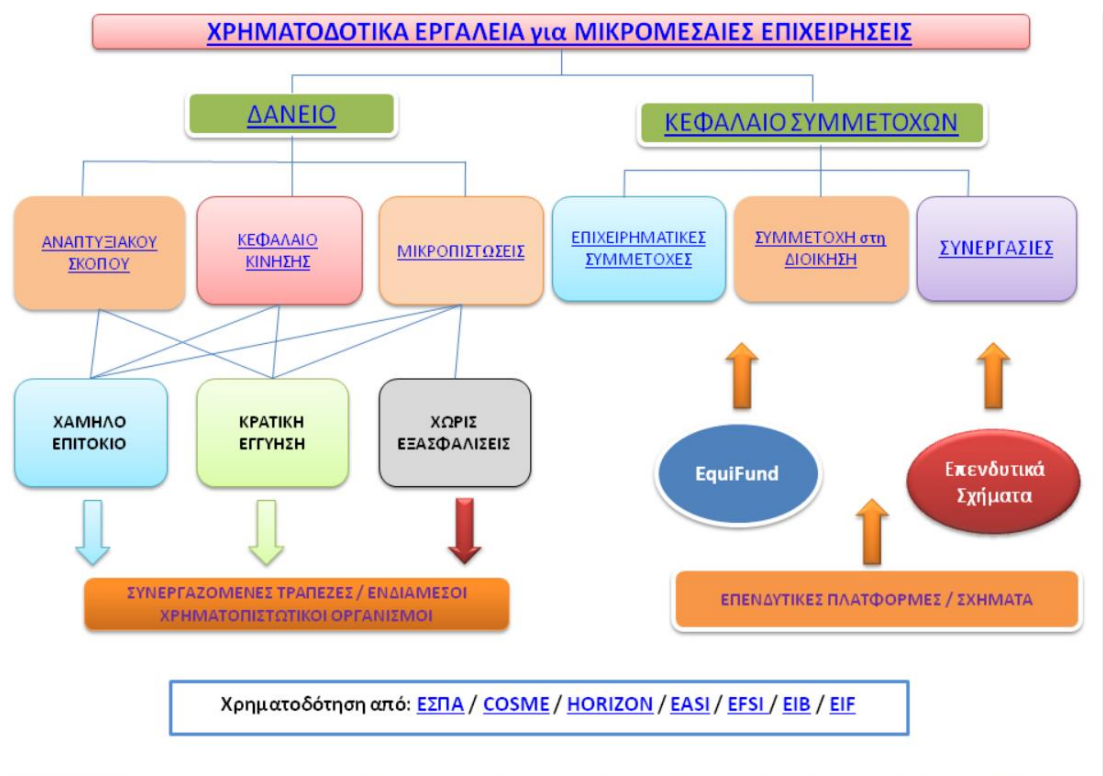 ΧΡΗΜΑΤΟΔΟΤΙΚΑ ΕΡΓΑΛΕΙΑ για ΜΙΚΡΟΜΕΣΑΙΕΣ ΕΠΙΧΕΙΡΗΣΕΙΣ
ΔΑΝΕΙΟ
ΚΕΦΑΛΑΙΟ ΣΥΜΜΕΤΟΧΩΝ
ΑΝΑΠΤΥΞΙΑΚΟΥ
ΣΚΟΠΟΥ
ΚΕΦΑΛΑΙΟ
ΚΙΝΗΣΗΣ
ΜΙΚΡΟΠΙΣΤΩΣΕΙΣ
ΕΠΙΧΕΙΡΗΜΑΤΙΚΕΣ
ΣΥΜΜΕΤΟΧΕΣ
ΣΥΜΜΕΤΟΧΗ στη
ΔΙΟΙΚΗΣΗ
ΣΥΝΕΡΓΑΣΙΕΣ
ΧΑΜΗΛΟ
ΕΠΙΤΟΚΙΟ
ΚΡΑΤΙΚΗ
ΕΓΓΥΗΣΗ
ΧΩΡΙΣ
ΕΞΑΣΦΑΛΙΣΕΙΣ
EquiFund
Επενδυτικά
Σχήματα
ΣΥΝΕΡΓΑΖΟΜΕΝΕΣ ΤΡΑΠΕΖΕΣ / ΕΝΔΙΑΜΕΣΟΙ
ΧΡΗΜΑΤΟΠΙΣΤΩΤΙΚΟΙ ΟΡΓΑΝΙΣΜΟΙ
ΕΠΕΝΔΥΤΙΚΕΣ ΠΛΑΤΦΟΡΜΕΣ / ΣΧΗΜΑΤΑ
Χρηματοδότηση από: ΕΣΠΑ / COSME / HORIZON / EASI / EFSI / EIB / EIF